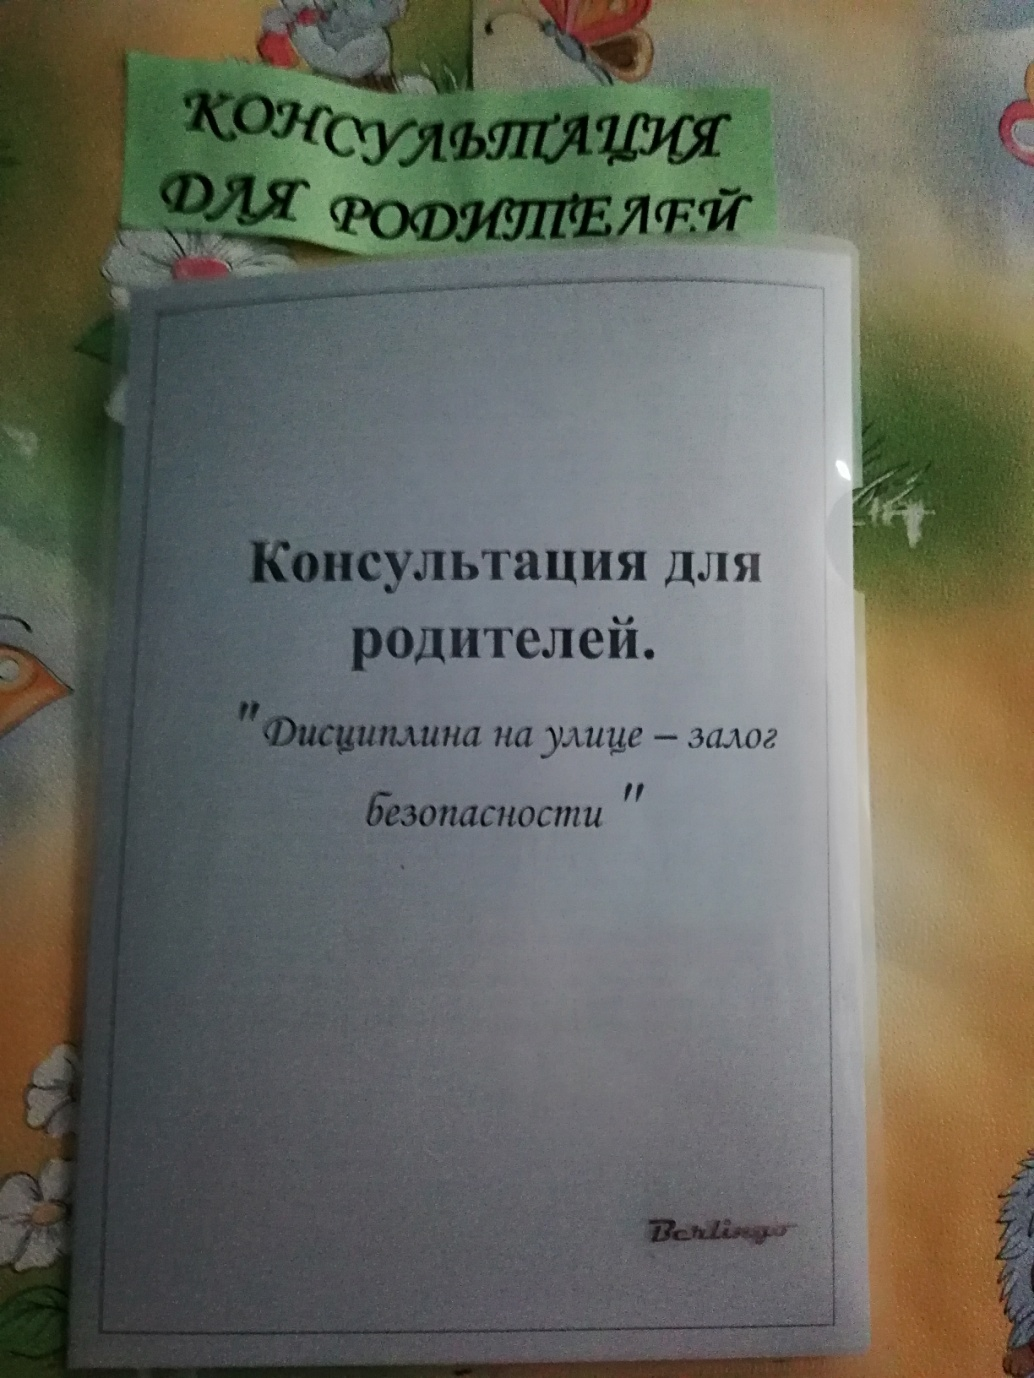 КОНСУЛЬТАЦИЯ
ДЛЯ РОДИТЕЛЕЙ
Консультация для
родителей.
"Дисциплина на улице – залог
безопасности"
Berlingo